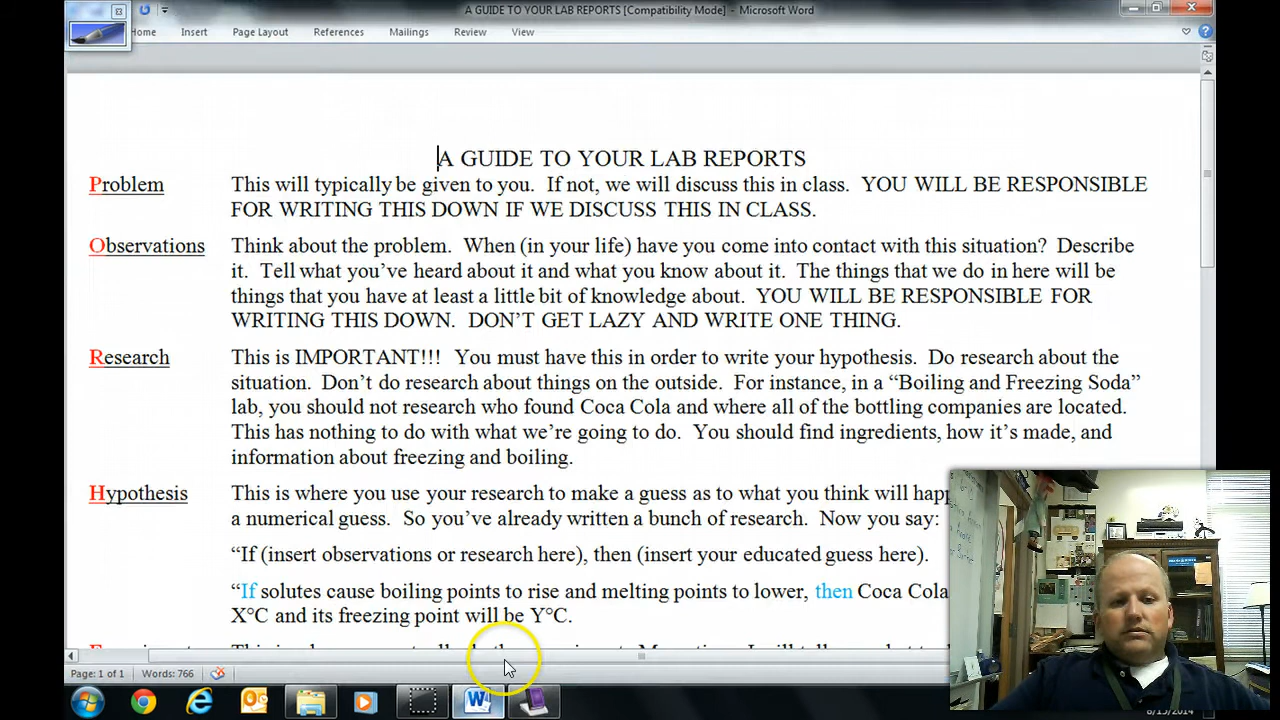 A GUIDE TO YOUR LAB REPORTS [Compatibility Mode] - Microsoft Word
Home Insert Page Layout References Mailings Review View
A GUIDE TO YOUR LAB REPORTS
Problem This will typically be given to you. If not, we will discuss this in class. YOU WILL BE RESPONSIBLE
FOR WRITING THIS DOWN IF WE DISCUSS THIS IN CLASS.
Observations Think about the problem. When (in your life) have you come into contact with this situation? Describe
it. Tell what you've heard about it and what you know about it. The things that we do in here will be
things that you have at least a little bit of knowledge about. YOU WILL BE RESPONSIBLE FOR
WRITING THIS DOWN. DON'T GET LAZY AND WRITE ONE THING.
Research This is IMPORTANT!!! You must have this in order to write your hypothesis. Do research about the
situation. Don't do research about things on the outside. For instance, in a “Boiling and Freezing Soda”
lab, you should not research who found Coca Cola and where all of the bottling companies are located.
This has nothing to do with what we're going to do. You should find ingredients, how it's made, and
information about freezing and boiling.
Hypothesis This is where you use your research to make a guess as to what you think will hap
a numerical guess. So you've already written a bunch of research. Now you say:
“If (insert observations or research here), then (insert your educated guess here).
“If solutes cause boiling points to rise and melting points to lower, then Coca Cola
X°C and its freezing point will be Y°C.
Page: 1 of 1 Words: 766
8/15/2014